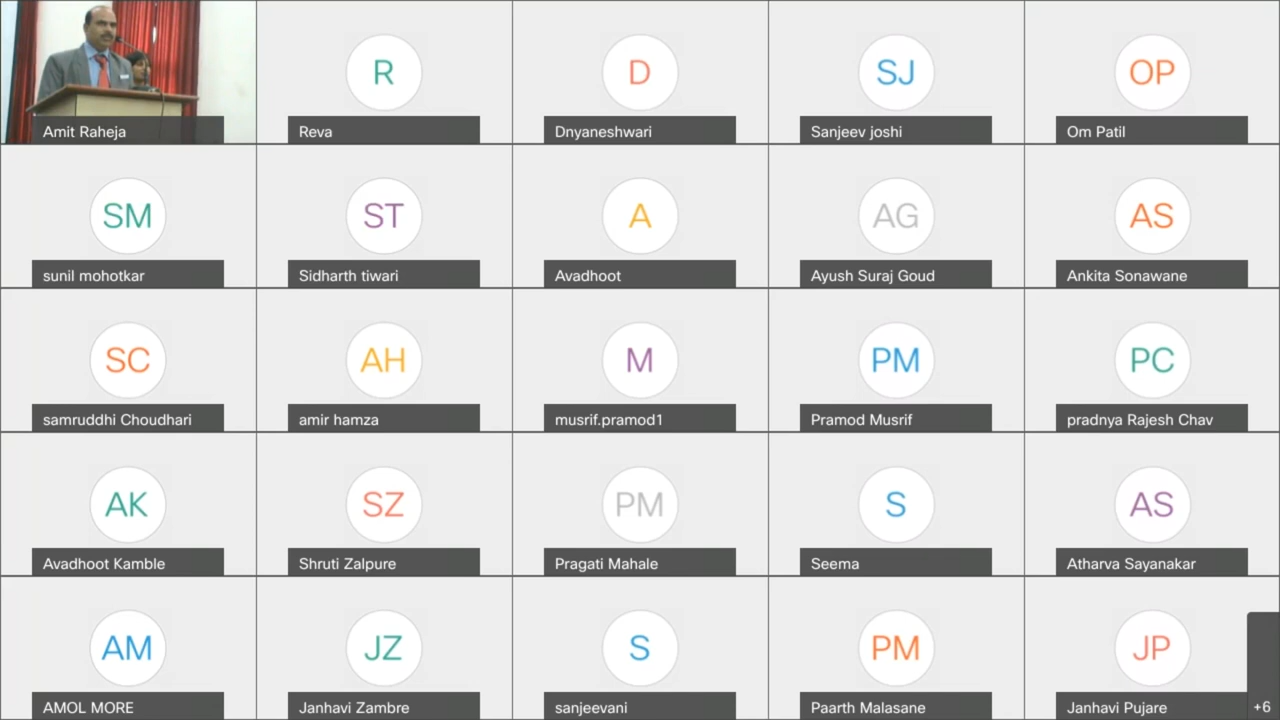 Amit Raheja
R
Reva
D
Dnyaneshwari
SJ
Sanjeev joshi
OP
Om Patil
SM
sunil mohotkar
ST
Sidharth tiwari
A
Avadhoot
AG
Ayush Suraj Goud
AS
Ankita Sonawane
SC
samruddhi Choudhari
AH
amir hamza
M
musrif.pramod1
PM
Pramod Musrif
PC
pradnya Rajesh Chav
AK
Avadhoot Kamble
SZ
Shruti Zalpure
PM
Pragati Mahale
S
Seema
AS
Atharva Sayanakar
AM
AMOL MORE
JZ
Janhavi Zambre
S
sanjeevani
PM
Paarth Malasane
JP
Janhavi Pujare
+6